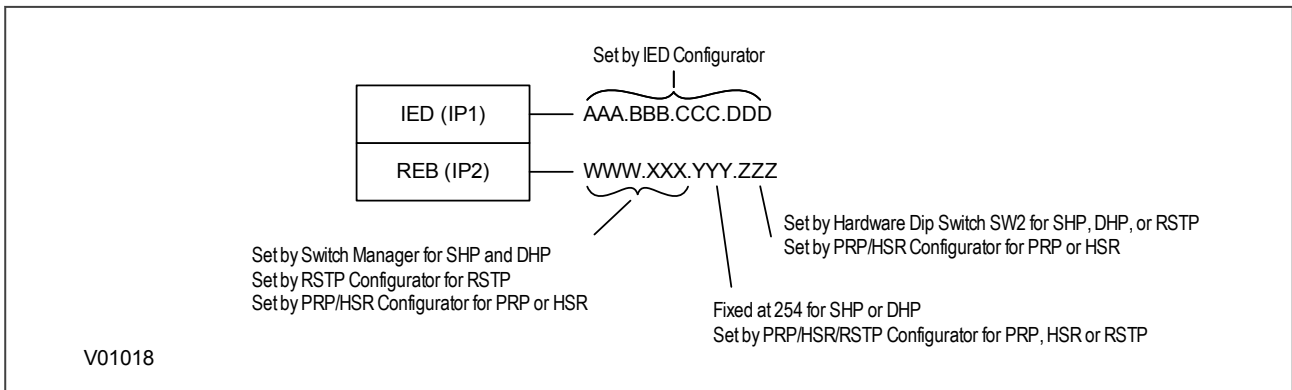 Set by IED Configurator
IED (IP1)
AAA.BBB.CCC.DDD
REB (IP2)
WWW.XXX.YYY.ZZZ
Set by Hardware Dip Switch SW2 for SHP, DHP, or RSTP
Set by PRP/HSR Configurator for PRP or HSR
Set by Switch Manager for SHP and DHP
Set by RSTP Configurator for RSTP
Set by PRP/HSR Configurator for PRP or HSR
Fixed at 254 for SHP or DHP
Set by PRP/HSR/RSTP Configurator for PRP, HSR or RSTP
V01018